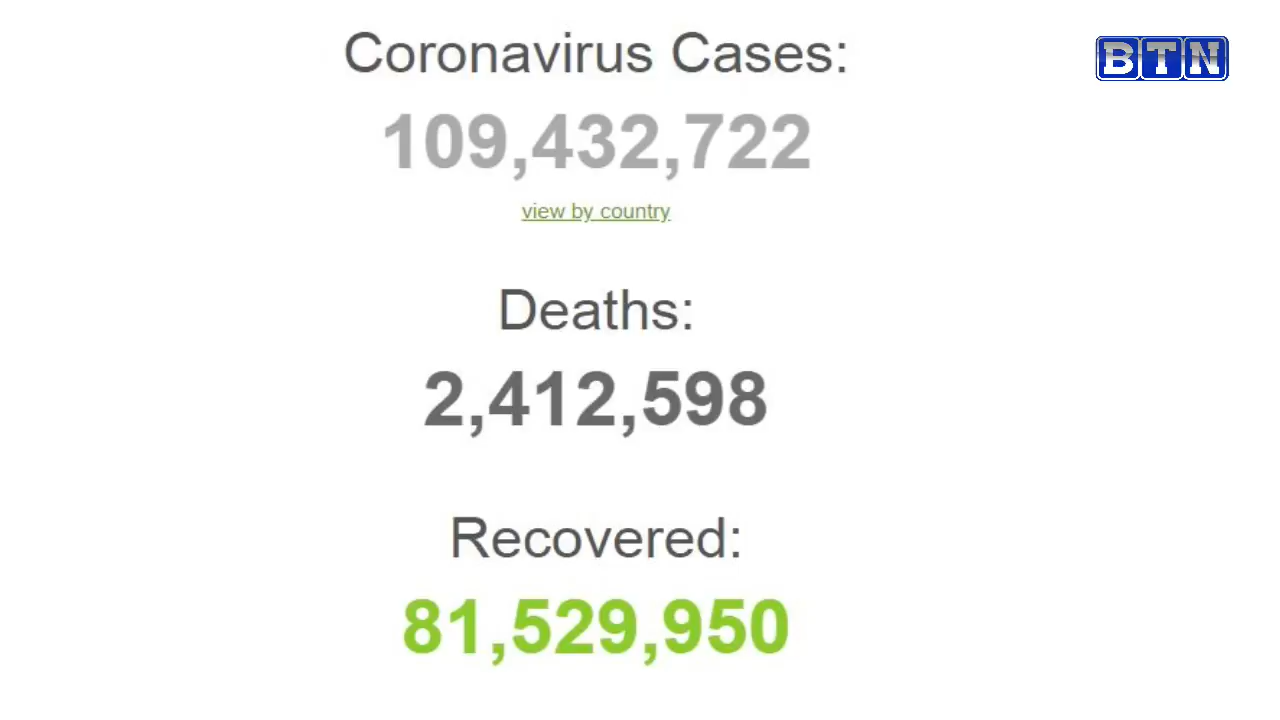 Coronavirus Cases:
BTN
109,432,722
view by country
Deaths:
2,412,598
Recovered:
81,529,950